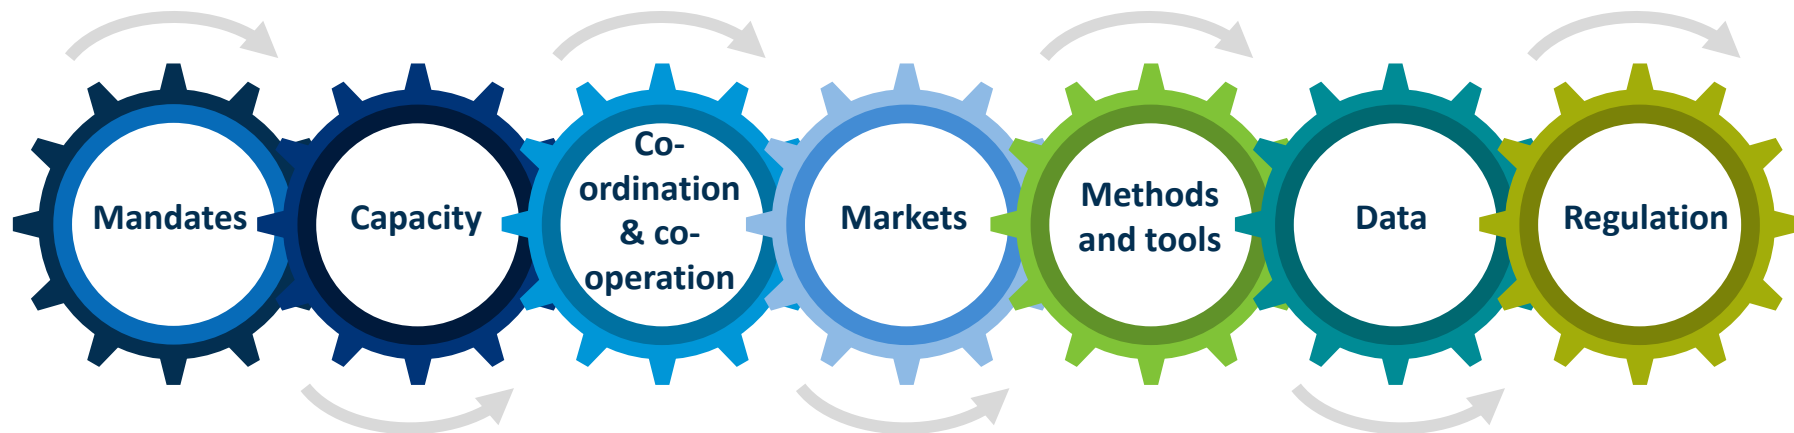 Mandates
Capacity
Co-
ordination
& co-
operation
Markets
Methods
and tools
Data
Regulation